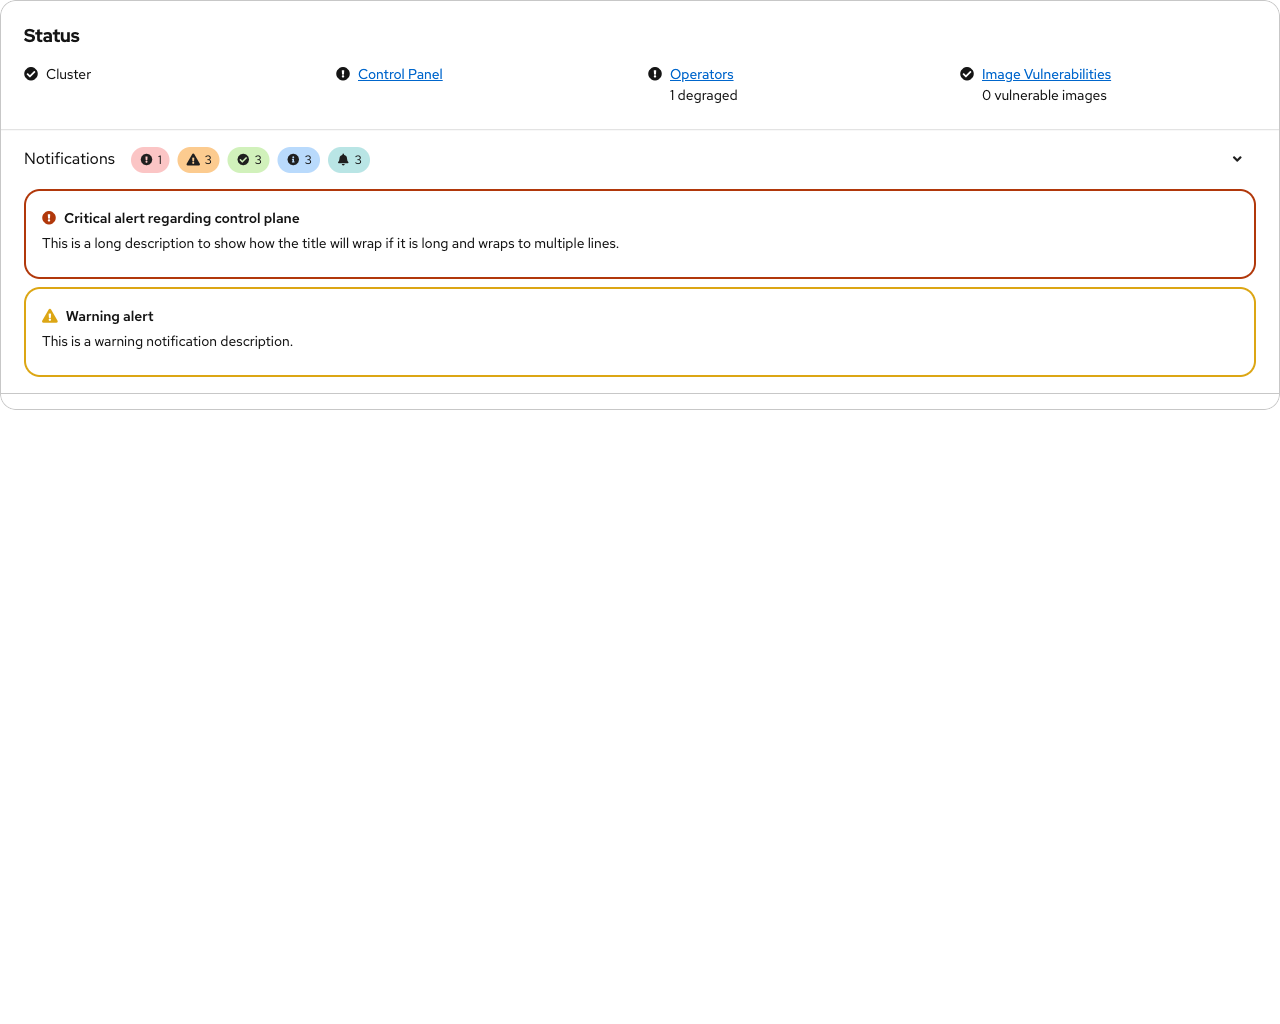 Status
Cluster
Control Panel
Operators
1 degraged
Image Vulnerabilities
0 vulnerable images
Notifications 1 3 3 3 3
Critical alert regarding control plane
This is a long description to show how the title will wrap if it is long and wraps to multiple lines.
Warning alert
This is a warning notification description.